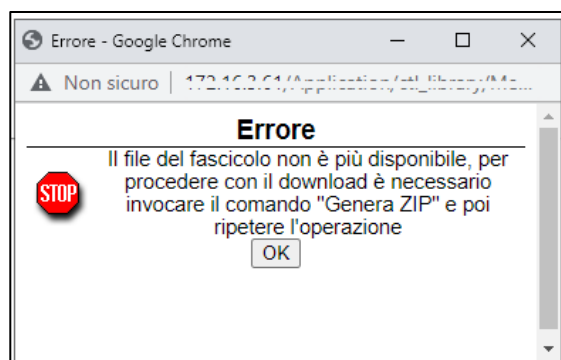 Errore - Google Chrome
Non sicuro
Errore
Il file del fascicolo non è più disponibile, per
procedere con il download è necessario
invocare il comando "Genera ZIP" e poi
ripetere l'operazione
STOP
OK